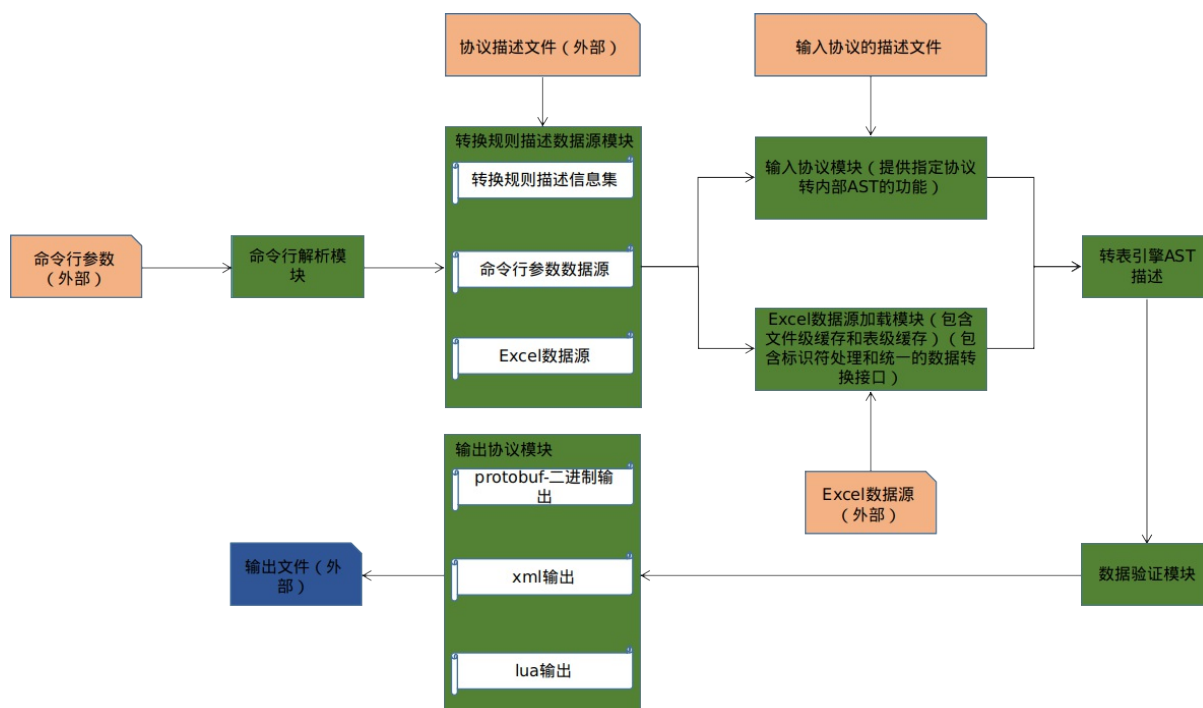 协议描述文件（外部）
输入协议的描述文件
转换规则描述数据源模块
转换规则描述信息集
命令行参数数据源
Excel数据源
输入协议模块（提供指定协议
转内部AST的功能）
命令行参数
（外部）
命令行解析模
块
转表引擎AST
描述
Excel数据源加载模块（包含
文件级缓存和表级缓存）（包
含标识符处理和统一的数据转
换接口）
输出协议模块
protobuf-二进制输
出
xml输出
lua输出
Excel数据源
（外部）
输出文件（外
部）
数据验证模块